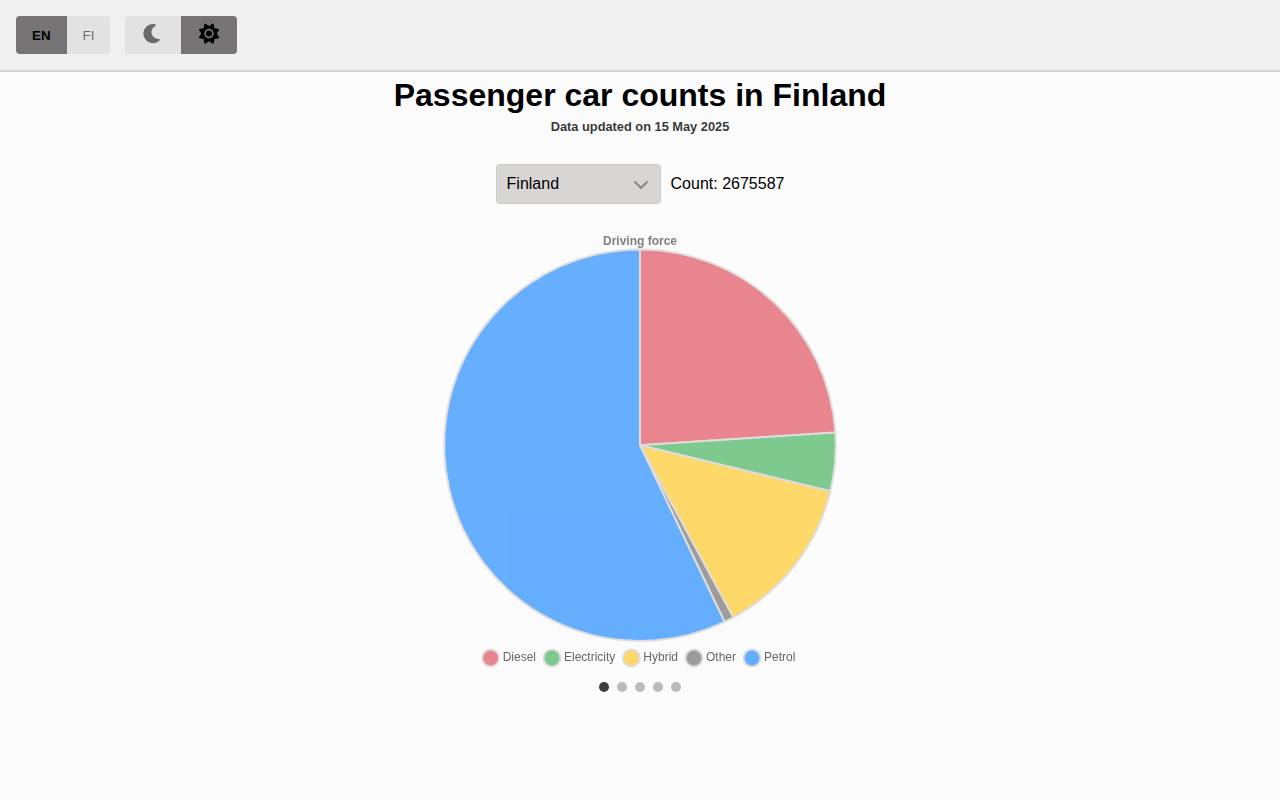 EN FI
Passenger car counts in Finland
Data updated on 15 May 2025
Finland Count: 2675587
Driving force
Diesel Electricity Hybrid Other Petrol